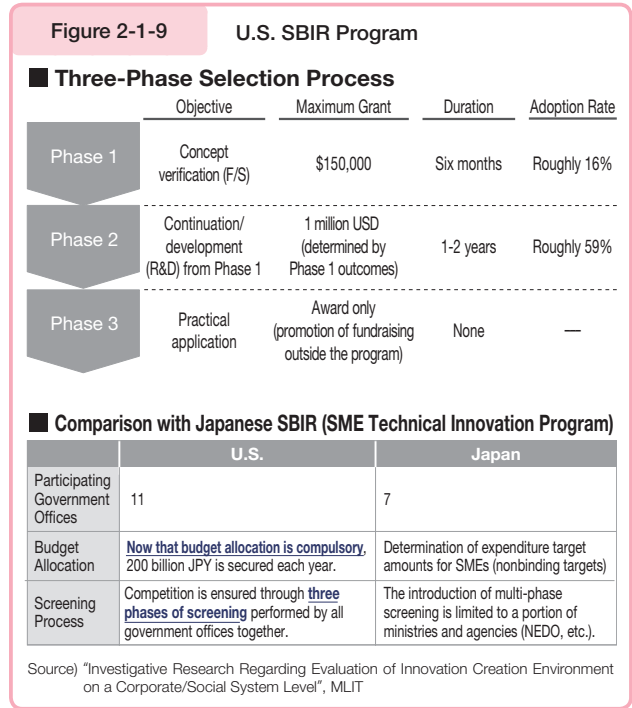 Figure 2-1-9
U.S. SBIR Program
■ Three-Phase Selection Process
Objective Maximum Grant Duration Adoption Rate
Phase 1
Concept
verification (F/S)
$150,000
Six months
Roughly 16%
Phase 2
Continuation/
development
(R&D) from Phase 1
1 million USD
(determined by
Phase 1 outcomes)
1-2 years
Roughly 59%
Phase 3
Practical
application
Award only
(promotion of fundraising
outside the program)
None
—
■ Comparison with Japanese SBIR (SME Technical Innovation Program)
U.S. Japan
Participating
Government
Offices
11
7
Budget
Allocation
Now that budget allocation is compulsory,
200 billion JPY is secured each year.
Determination of expenditure target
amounts for SMEs (nonbinding targets)
Screening
Process
Competition is ensured through three
phases of screening performed by all
government offices together.
The introduction of multi-phase
screening is limited to a portion of
ministries and agencies (NEDO, etc.).
Source) "Investigative Research Regarding Evaluation of Innovation Creation Environment
on a Corporate/Social System Level", MLIT